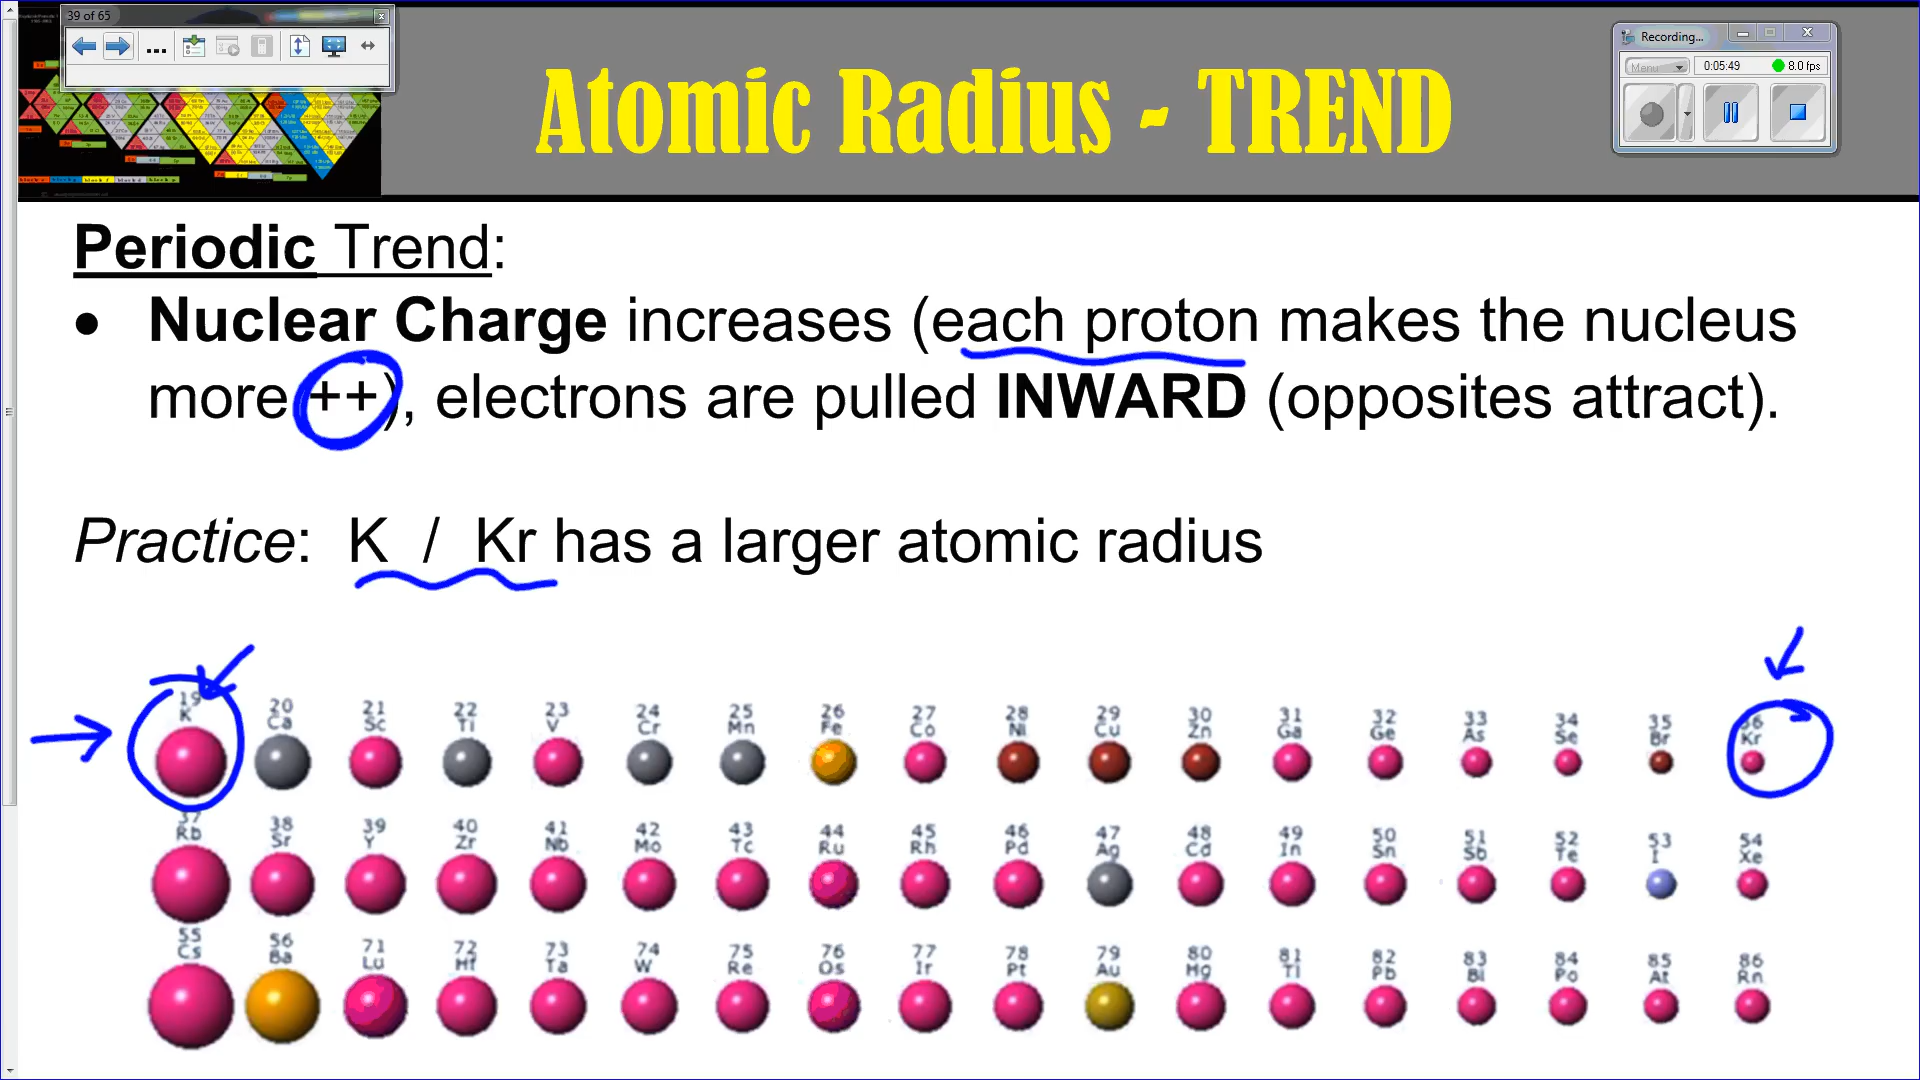 39 of 65
Recording...
Menu
0:05:49
8.0 fps
Atomic Radius - TREND
Periodic Trend:
• Nuclear Charge increases (each proton makes the nucleus
more ++), electrons are pulled INWARD (opposites attract).
Practice: K / Kr has a larger atomic radius
19 20 21 22 23 24 25 26 27 28 29 30 31 32 33 34 35 36
K Ca Sc Ti V Cr Mn Fe Co Ni Cu Zn Ga Ge As Se Br Kr
37 38 39 40 41 42 43 44 45 46 47 48 49 50 51 52 53 54
Rb Sr Y Zr Nb Mo Tc Ru Rh Pd Ag Cd In Sn Sb Te I Xe
55 56 71 72 73 74 75 76 77 78 79 80 81 82 83 84 85 86
Cs Ba Lu Hf Ta W Re Os Ir Pt Au Hg Tl Pb Bi Po At Rn